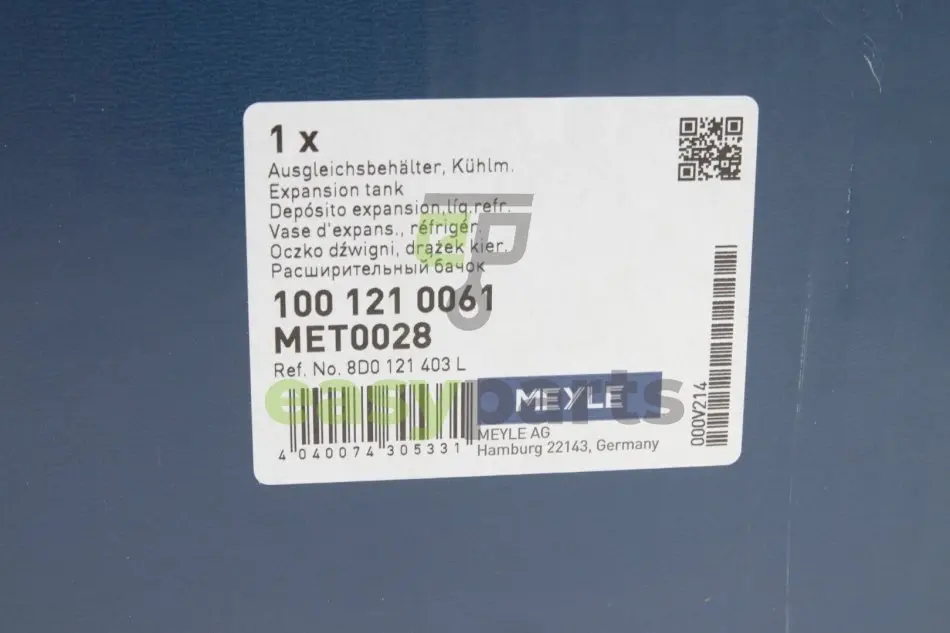 1 x
Ausgleichsbehälter, Kühlm.
Expansion tank
Depósito expansion,líq.refr.
Vase d'expans., réfrigér.
Oczko dźwigni, drążek kier.
Расширительный бачок
100 121 0061
MET0028
Ref. No. 8D0 121 403 L
easyparts
MEYLE
MEYLE AG
Hamburg 22143, Germany
4 040074 305331
000V214